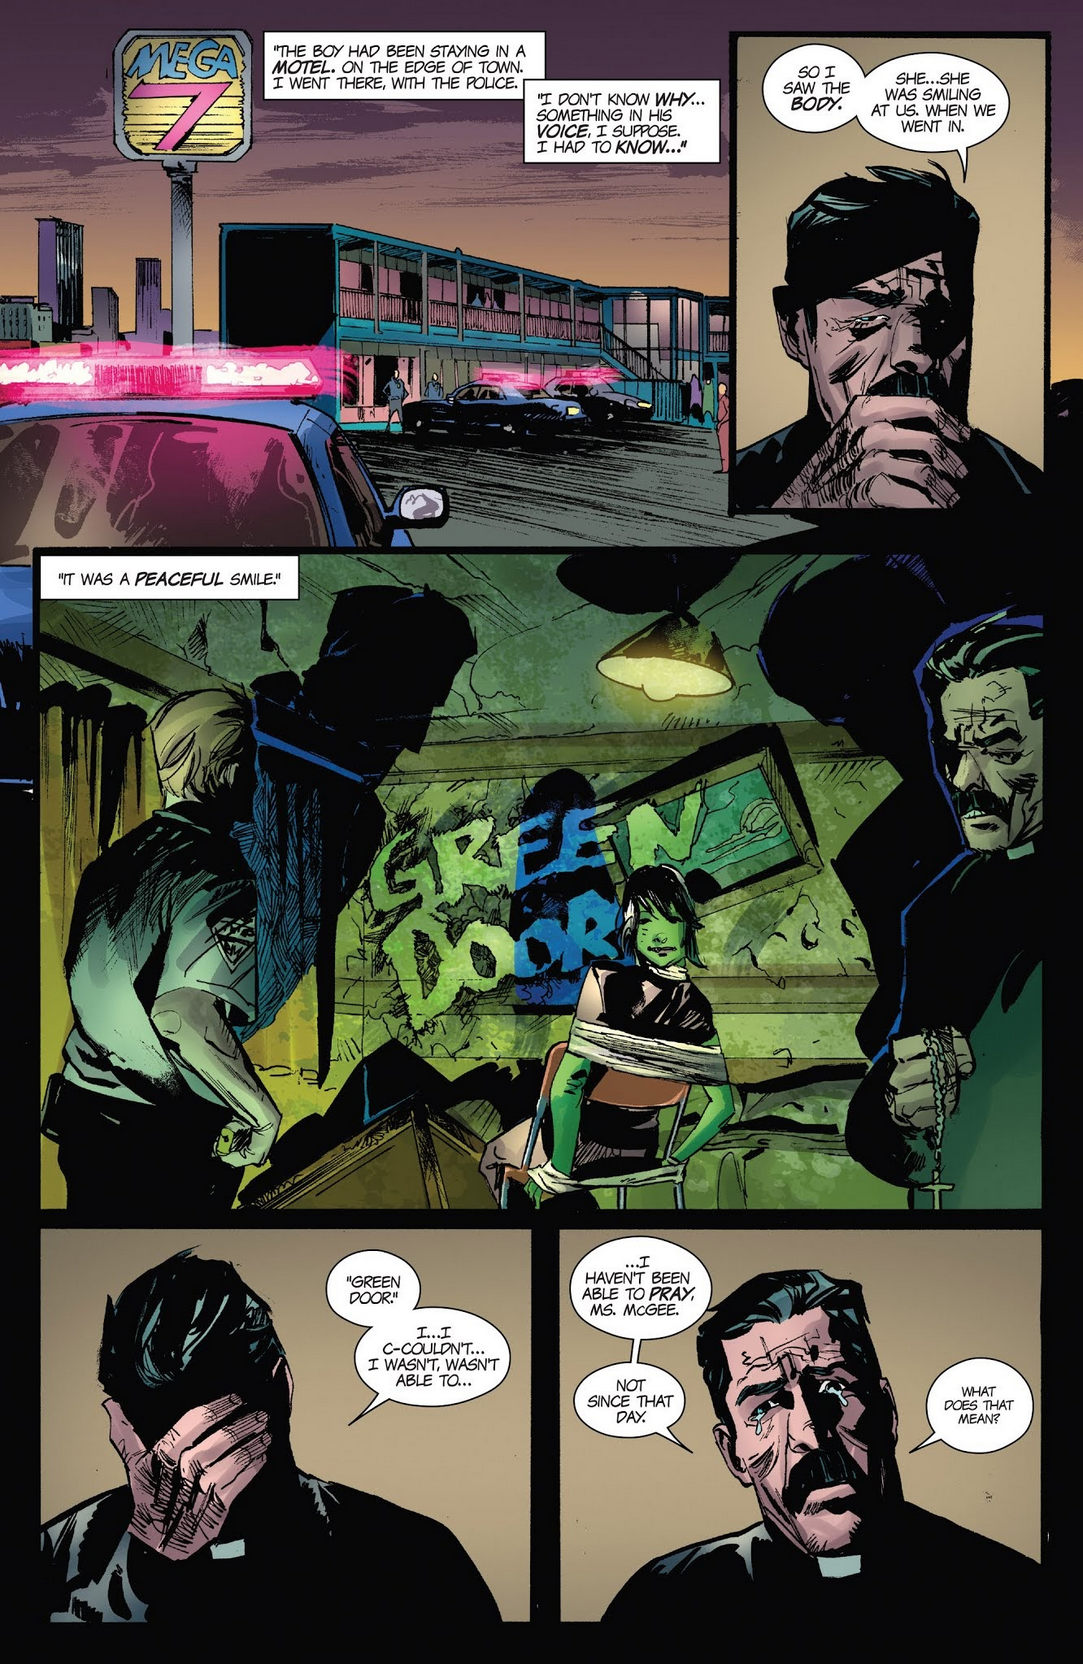 MEGA
7
"THE BOY HAD BEEN STAYING IN A
MOTEL. ON THE EDGE OF TOWN.
I WENT THERE, WITH THE POLICE.
"I DON'T KNOW WHY...
SOMETHING IN HIS
VOICE, I SUPPOSE.
I HAD TO KNOW..."
SO I
SAW THE
BODY.
SHE...SHE
WAS SMILING
AT US. WHEN WE
WENT IN.
"IT WAS A PEACEFUL SMILE."
GREEN
DOOR
"GREEN
DOOR."
I...I
C-COULDN'T...
I WASN'T, WASN'T
ABLE TO...
...I
HAVEN'T BEEN
ABLE TO PRAY,
MS. McGEE.
NOT
SINCE THAT
DAY.
WHAT
DOES THAT
MEAN?